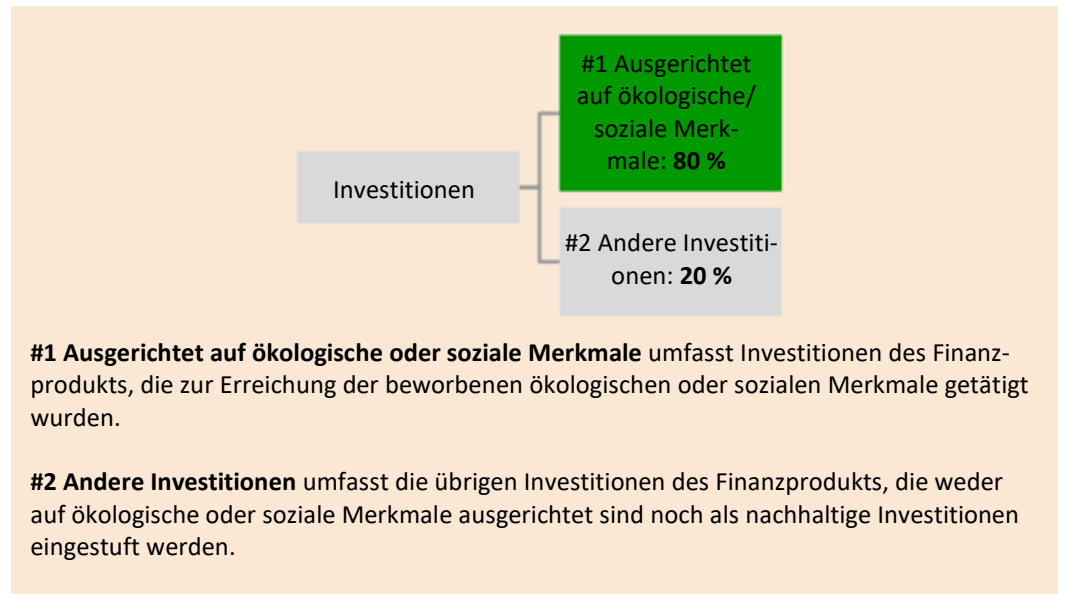 #1 Ausgerichtet
auf ökologische/
soziale Merk-
male: 80 %
Investitionen
#2 Andere Investiti-
onen: 20 %
#1 Ausgerichtet auf ökologische oder soziale Merkmale umfasst Investitionen des Finanz-
produkts, die zur Erreichung der beworbenen ökologischen oder sozialen Merkmale getätigt
wurden.
#2 Andere Investitionen umfasst die übrigen Investitionen des Finanzprodukts, die weder
auf ökologische oder soziale Merkmale ausgerichtet sind noch als nachhaltige Investitionen
eingestuft werden.